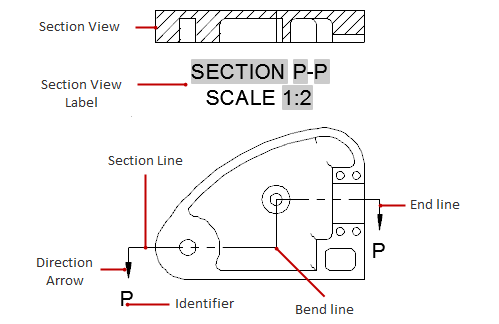 Section View
SECTION P-P
Section View
Label
SCALE 1:2
Section Line
End line
P
Direction
Arrow
P
Identifier
Bend line